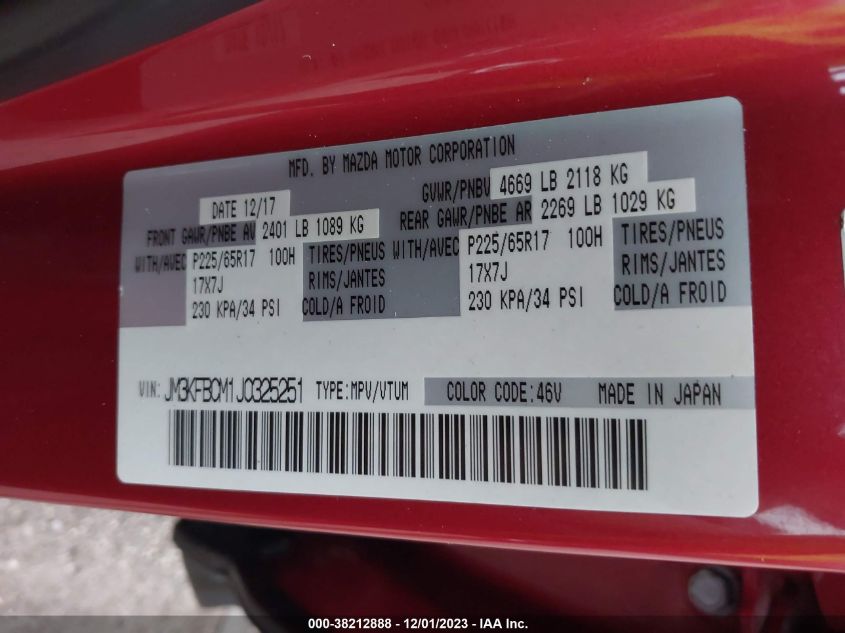 MFD. BY MAZDA MOTOR CORPORATION
DATE 12/17 GVWR/PNBV 4669 LB 2118 KG
FRONT GAWR/PNBE AV 2401 LB 1089 KG REAR GAWR/PNBE AR 2269 LB 1029 KG
WITH/AVEC P225/65R17 100H TIRES/PNEUS WITH/AVEC P225/65R17 100H TIRES/PNEUS
17X7J RIMS/JANTES 17X7J RIMS/JANTES
230 KPA/34 PSI COLD/A FROID 230 KPA/34 PSI COLD/A FROID
VIN: JM3KFBCM1J0325251 TYPE:MPV/VTUM COLOR CODE:46V MADE IN JAPAN
000-38212888 - 12/01/2023 - IAA Inc.